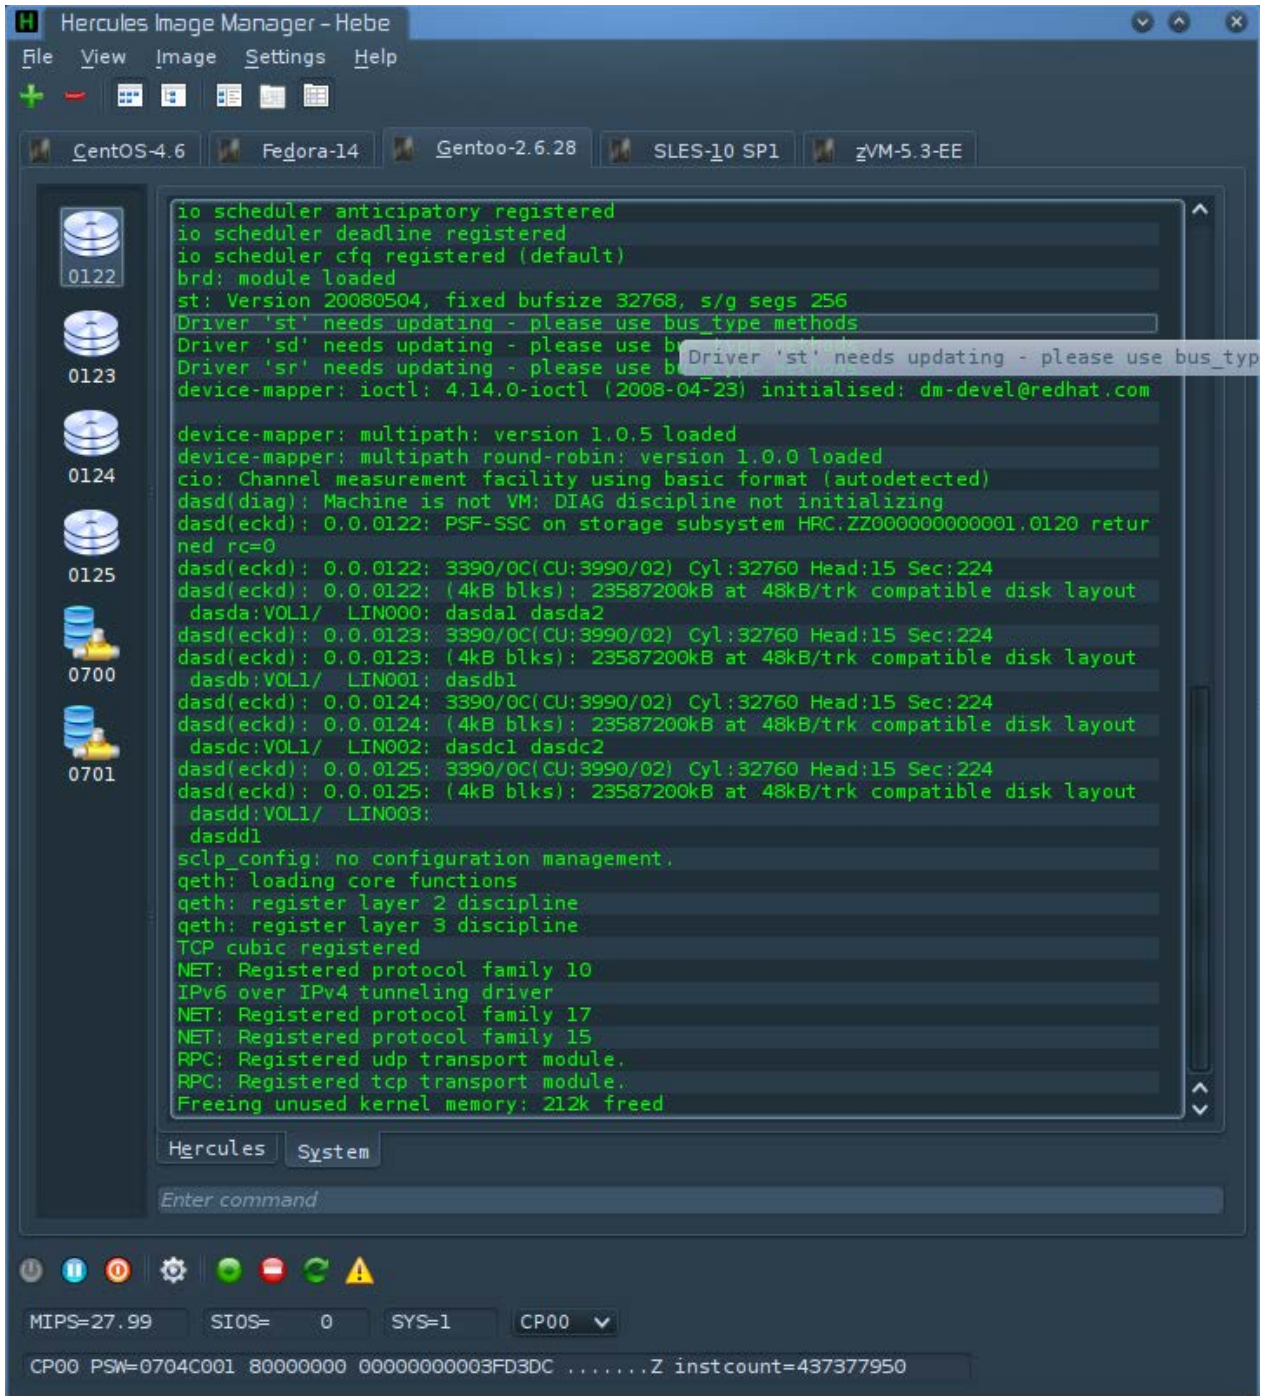 Hercules Image Manager – Hebe
File View Image Settings Help
CentOS-4.6 Fedora-14 Gentoo-2.6.28 SLES-10 SP1 zVM-5.3-EE
0122
0123
0124
0125
0700
0701
io scheduler anticipatory registered
io scheduler deadline registered
io scheduler cfq registered (default)
brd: module loaded
st: Version 20080504, fixed bufsize 32768, s/g segs 256
Driver 'st' needs updating - please use bus_type methods
Driver 'sd' needs updating - please use bus_type methods
Driver 'sr' needs updating - please use bus_type methods
Driver 'st' needs updating - please use bus_typ
device-mapper: ioctl: 4.14.0-ioctl (2008-04-23) initialised: dm-devel@redhat.com
device-mapper: multipath: version 1.0.5 loaded
device-mapper: multipath round-robin: version 1.0.0 loaded
cio: Channel measurement facility using basic format (autodetected)
dasd(diag): Machine is not VM: DIAG discipline not initializing
dasd(eckd): 0.0.0122: PSF-SSC on storage subsystem HRC.ZZ000000000001.0120 retur
ned rc=0
dasd(eckd): 0.0.0122: 3390/0C(CU:3990/02) Cyl:32760 Head:15 Sec:224
dasd(eckd): 0.0.0122: (4kB blks): 23587200kB at 48kB/trk compatible disk layout
dasda:VOL1/ LIN000: dasda1 dasda2
dasd(eckd): 0.0.0123: 3390/0C(CU:3990/02) Cyl:32760 Head:15 Sec:224
dasd(eckd): 0.0.0123: (4kB blks): 23587200kB at 48kB/trk compatible disk layout
dasdb:VOL1/ LIN001: dasdb1
dasd(eckd): 0.0.0124: 3390/0C(CU:3990/02) Cyl:32760 Head:15 Sec:224
dasd(eckd): 0.0.0124: (4kB blks): 23587200kB at 48kB/trk compatible disk layout
dasdc:VOL1/ LIN002: dasdc1 dasdc2
dasd(eckd): 0.0.0125: 3390/0C(CU:3990/02) Cyl:32760 Head:15 Sec:224
dasd(eckd): 0.0.0125: (4kB blks): 23587200kB at 48kB/trk compatible disk layout
dasdd:VOL1/ LIN003:
dasdd1
sclp_config: no configuration management.
qeth: loading core functions
qeth: register layer 2 discipline
qeth: register layer 3 discipline
TCP cubic registered
NET: Registered protocol family 10
IPv6 over IPv4 tunneling driver
NET: Registered protocol family 17
NET: Registered protocol family 15
RPC: Registered udp transport module.
RPC: Registered tcp transport module.
Freeing unused kernel memory: 212k freed
Hercules System
Enter command
MIPS=27.99 SIOS= 0 SYS=1 CP00
CP00 PSW=0704C001 80000000 00000000003FD3DC .......Z instcount=437377950